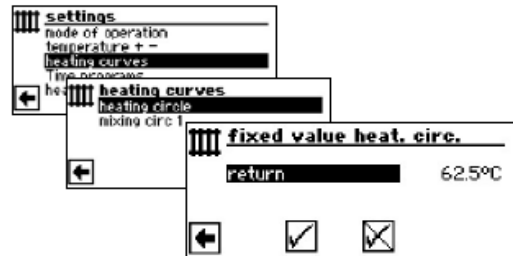 settings
mode of operation
temperature + −
heating curves
Time programs
hea
heating curves
heating circle
mixing circ 1
fixed value heat. circ.
return 62.5°C